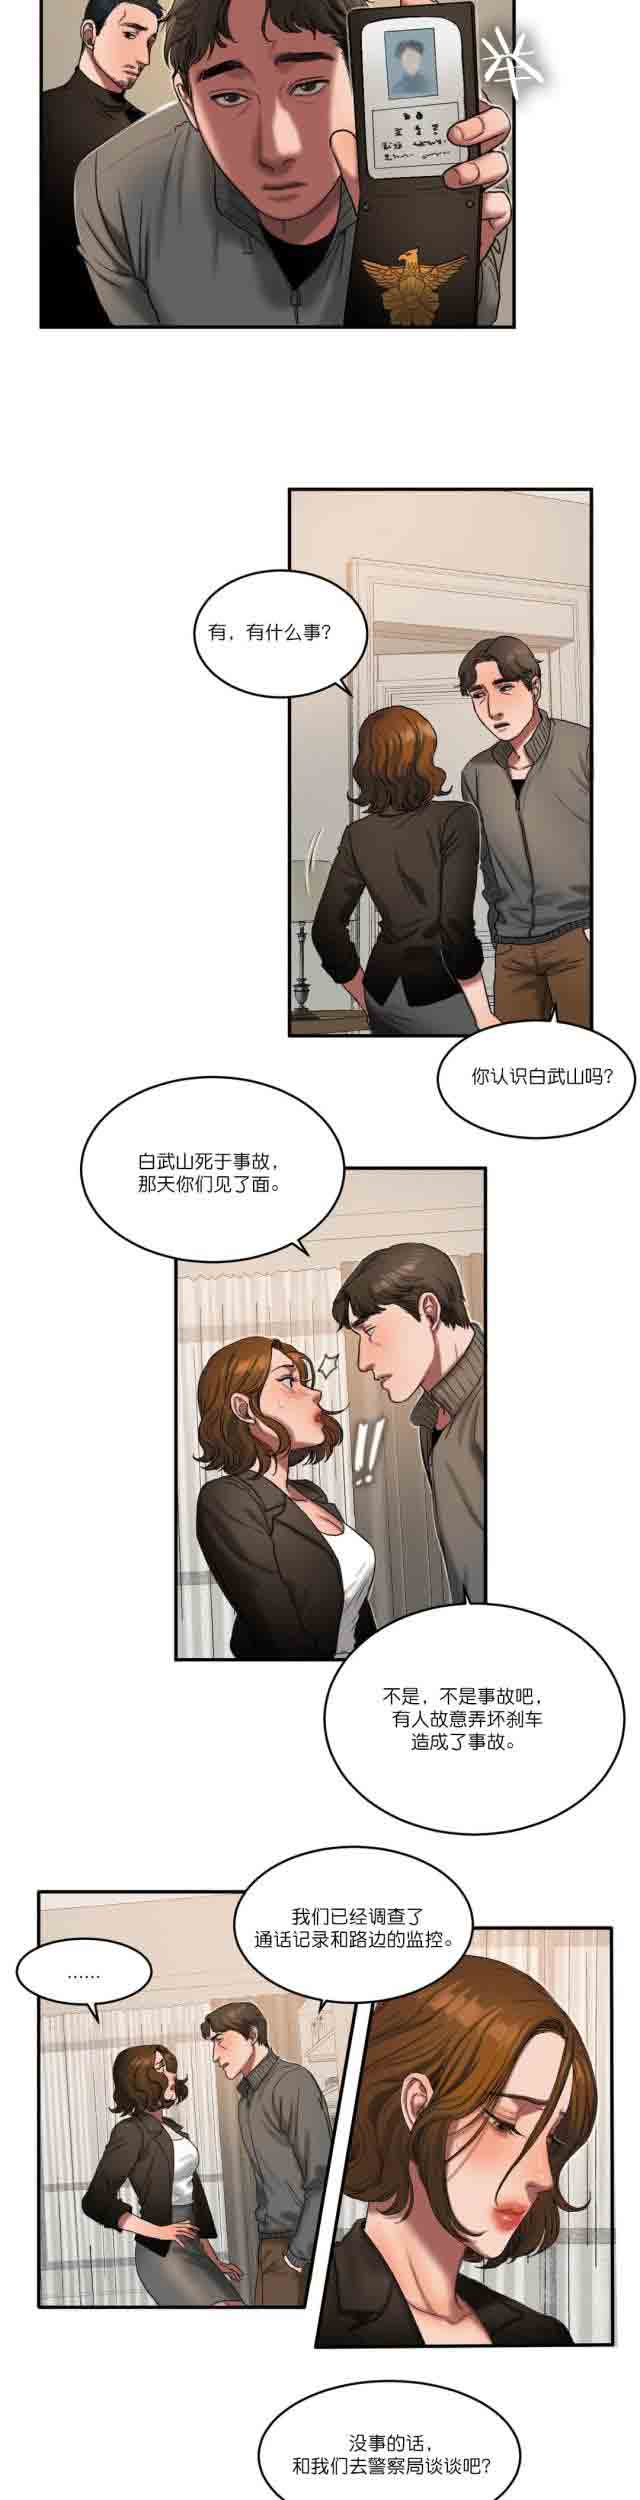 有，有什么事？
你认识白武山吗？
白武山死于事故，
那天你们见了面。
!!
不是，不是事故吧，
有人故意弄坏刹车
造成了事故。
我们已经调查了
通话记录和路边的监控。
……
没事的话，
和我们去警察局谈谈吧？